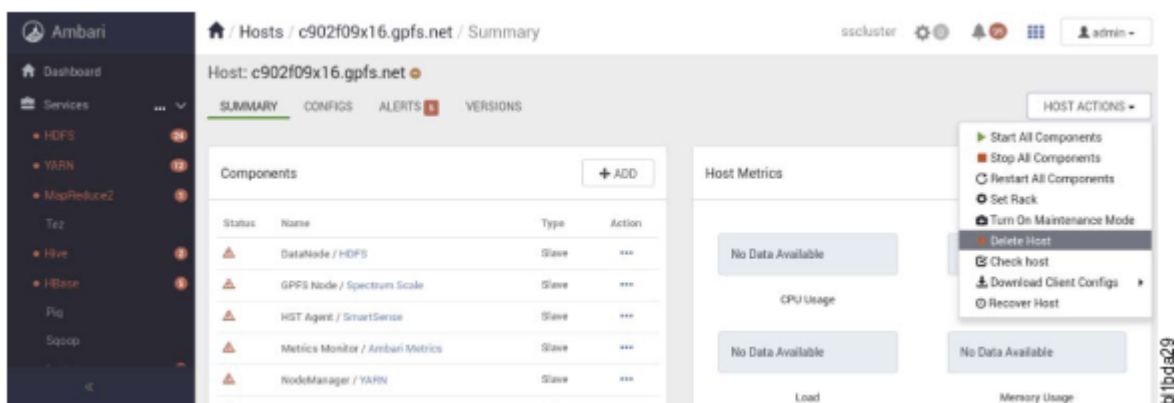 Ambari
Hosts / c902f09x16.gpfs.net / Summary
sscluster
0
admin
Dashboard
Services
...
HDFS
24
YARN
12
MapReduce2
Tez
Hive
HBase
5
Pig
Sqoop
«
Host: c902f09x16.gpfs.net
SUMMARY CONFIGS ALERTS VERSIONS
HOST ACTIONS
Start All Components
Stop All Components
Restart All Components
Set Rack
Turn On Maintenance Mode
Delete Host
Check host
Download Client Configs
Recover Host
Components
+ ADD
Status Name Type Action
DataNode / HDFS Slave ...
GPFS Node / Spectrum Scale Slave ...
HST Agent / SmartSense Slave ...
Metrics Monitor / Ambari Metrics Slave ...
NodeManager / YARN Slave ...
Host Metrics
No Data Available
CPU Usage
No Data Available
Load
No Data Available
Memory Usage
bl1bda29